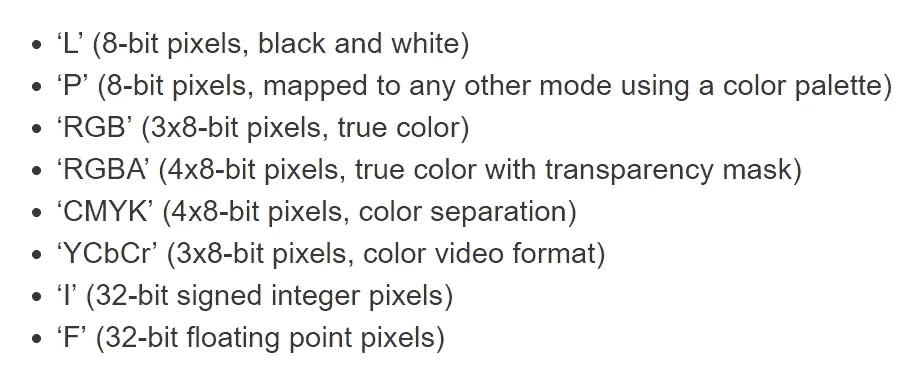 • ‘L’ (8-bit pixels, black and white)
• ‘P’ (8-bit pixels, mapped to any other mode using a color palette)
• ‘RGB’ (3x8-bit pixels, true color)
• ‘RGBA’ (4x8-bit pixels, true color with transparency mask)
• ‘CMYK’ (4x8-bit pixels, color separation)
• ‘YCbCr’ (3x8-bit pixels, color video format)
• ‘I’ (32-bit signed integer pixels)
• ‘F’ (32-bit floating point pixels)